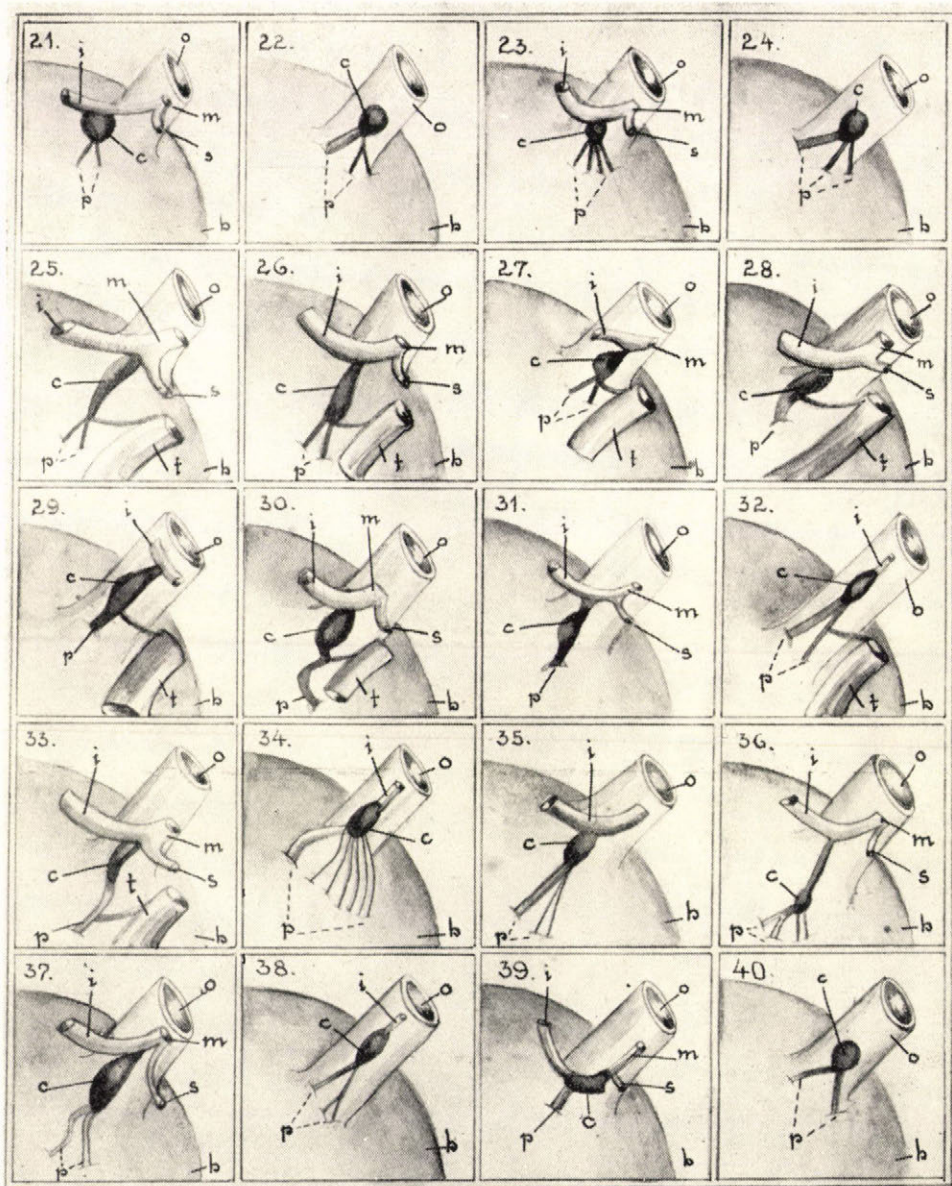 21. i o m c s p b
22. c o o p b
23. i o m c s p b
24. c o o p b
25. m o i c s p t b
26. i o m c s p t b
27. i o c m p t b
28. i o m c s p t b
29. i o c p t b
30. i m o c s p t b
31. i o m c s p b
32. i c o p t b
33. i o m c s t p b
34. i o c p b
35. i o c p b
36. i o m c s p b
37. i o m c s p b
38. i o c p b
39. i o m s p c b
40. c o o p b